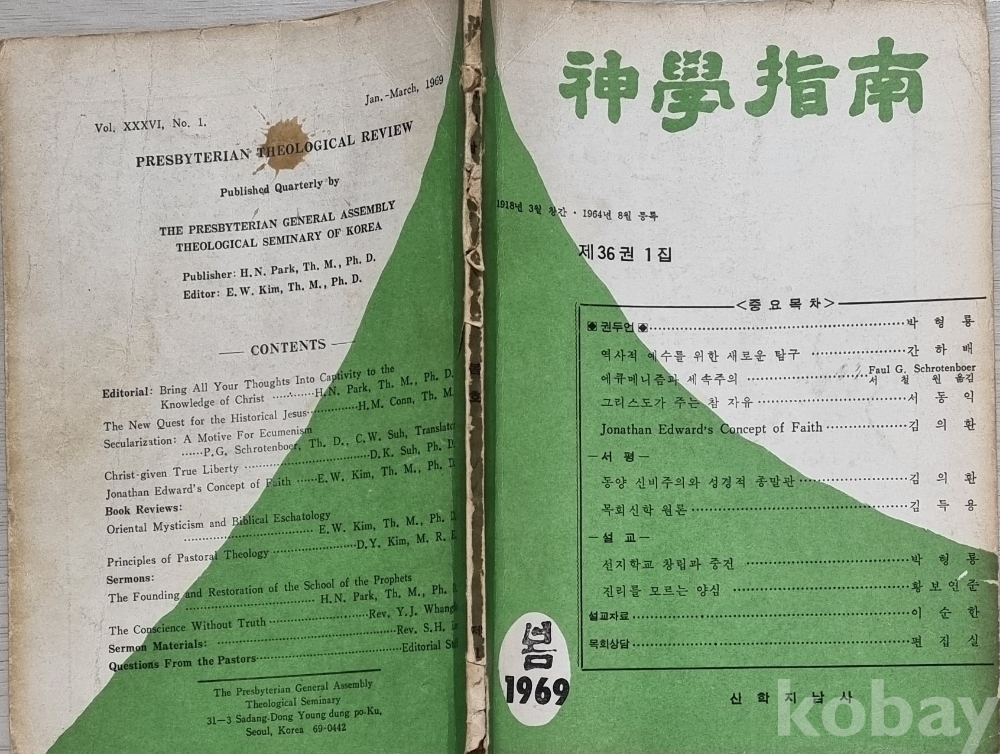 Vol. XXXVI, No. 1.
Jan.-March, 1969
PRESBYTERIAN THEOLOGICAL REVIEW
Published Quarterly by
THE PRESBYTERIAN GENERAL ASSEMBLY
THEOLOGICAL SEMINARY OF KOREA
Publisher: H. N. Park, Th. M., Ph. D.
Editor: E. W. Kim, Th. M., Ph. D.
CONTENTS
Editorial: Bring All Your Thoughts Into Captivity to the
Knowledge of Christ ............H.N. Park, Th. M., Ph. D.
The New Quest for the Historical Jesus............H.M. Conn, Th. M.
Secularization: A Motive For Ecumenism
......P.G. Schrotenboer, Th. D., C.W. Suh, Translator
Christ-given True Liberty ............D.K. Suh, Ph. D.
Jonathan Edward's Concept of Faith ......E.W. Kim, Th. M., Ph. D.
Book Reviews:
Oriental Mysticism and Biblical Eschatology
............E.W. Kim, Th. M., Ph. D.
Principles of Pastoral Theology ............D.Y. Kim, M. R. E.
Sermons:
The Founding and Restoration of the School of the Prophets
............H.N. Park, Th. M., Ph.
The Conscience Without Truth ............Rev. Y.J. Whang
Sermon Materials: ............Rev. S.H.
Questions From the Pastors............Editorial
The Presbyterian General Assembly
Theological Seminary
31—3 Sadang-Dong Young dung po-Ku,
Seoul, Korea 69-0442
神學指南
1918년 3월 창간 · 1964년 8월 등록
제36권 1집
<중요목차>
권두언............박형룡
역사적 예수를 위한 새로운 탐구 ............간하배
에큐메니즘과 세속주의 ............Faul G. Schrotenboer
서철원 옮김
그리스도가 주는 참 자유............서동익
Jonathan Edward's Concept of Faith............김의환
—서 평—
동양 신비주의와 성경적 종말관............김의환
목회신학 원론............김득용
—설 교—
선지학교 창립과 중건 ............박형룡
진리를 모르는 양심 ............황보연준
설교자료............이순한
목회상담............편집실
봄
1969
신학지남사
kobay